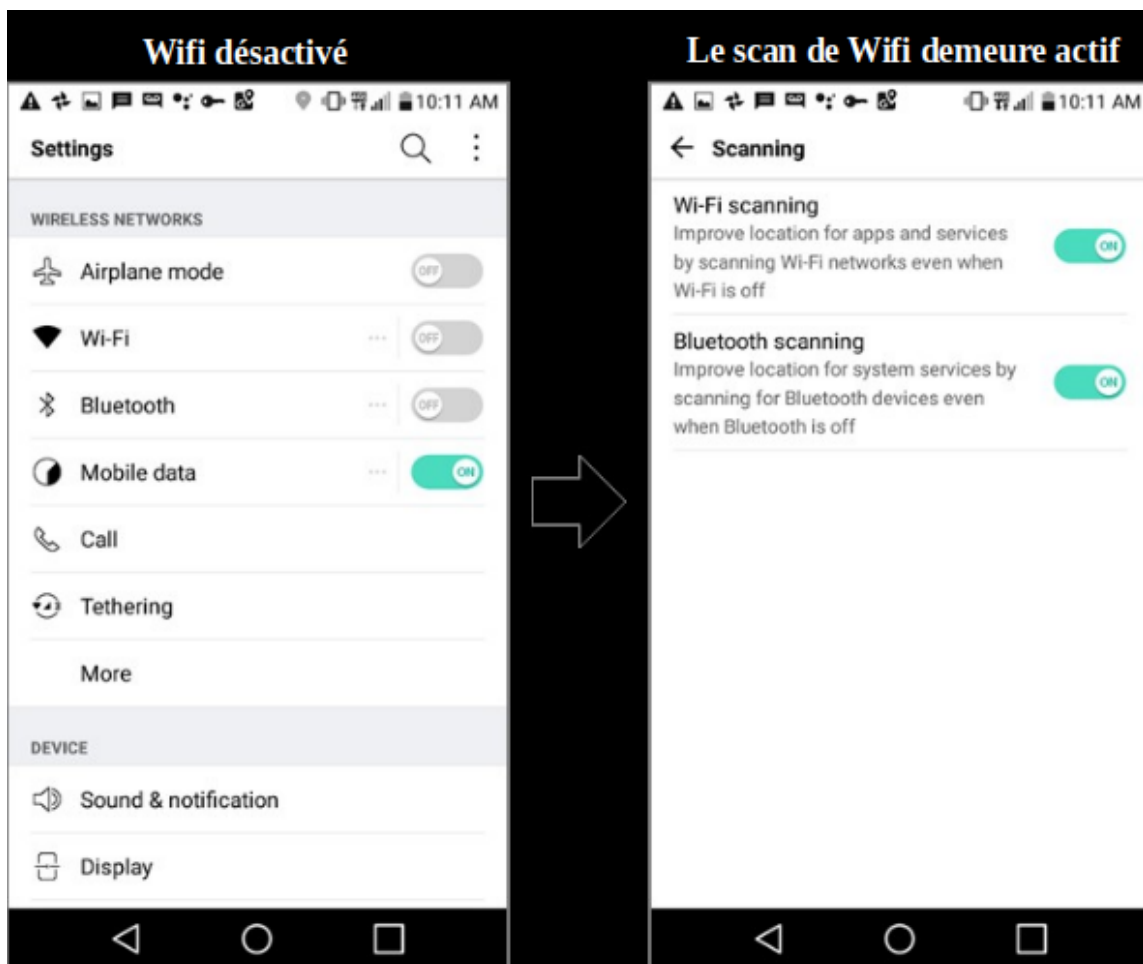 Wifi désactivé
10:11 AM
Settings
WIRELESS NETWORKS
Airplane mode
OFF
Wi-Fi
OFF
Bluetooth
OFF
Mobile data
ON
Call
Tethering
More
DEVICE
Sound & notification
Display
Le scan de Wifi demeure actif
10:11 AM
Scanning
Wi-Fi scanning
Improve location for apps and services
by scanning Wi-Fi networks even when
Wi-Fi is off
ON
Bluetooth scanning
Improve location for system services by
scanning for Bluetooth devices even
when Bluetooth is off
ON